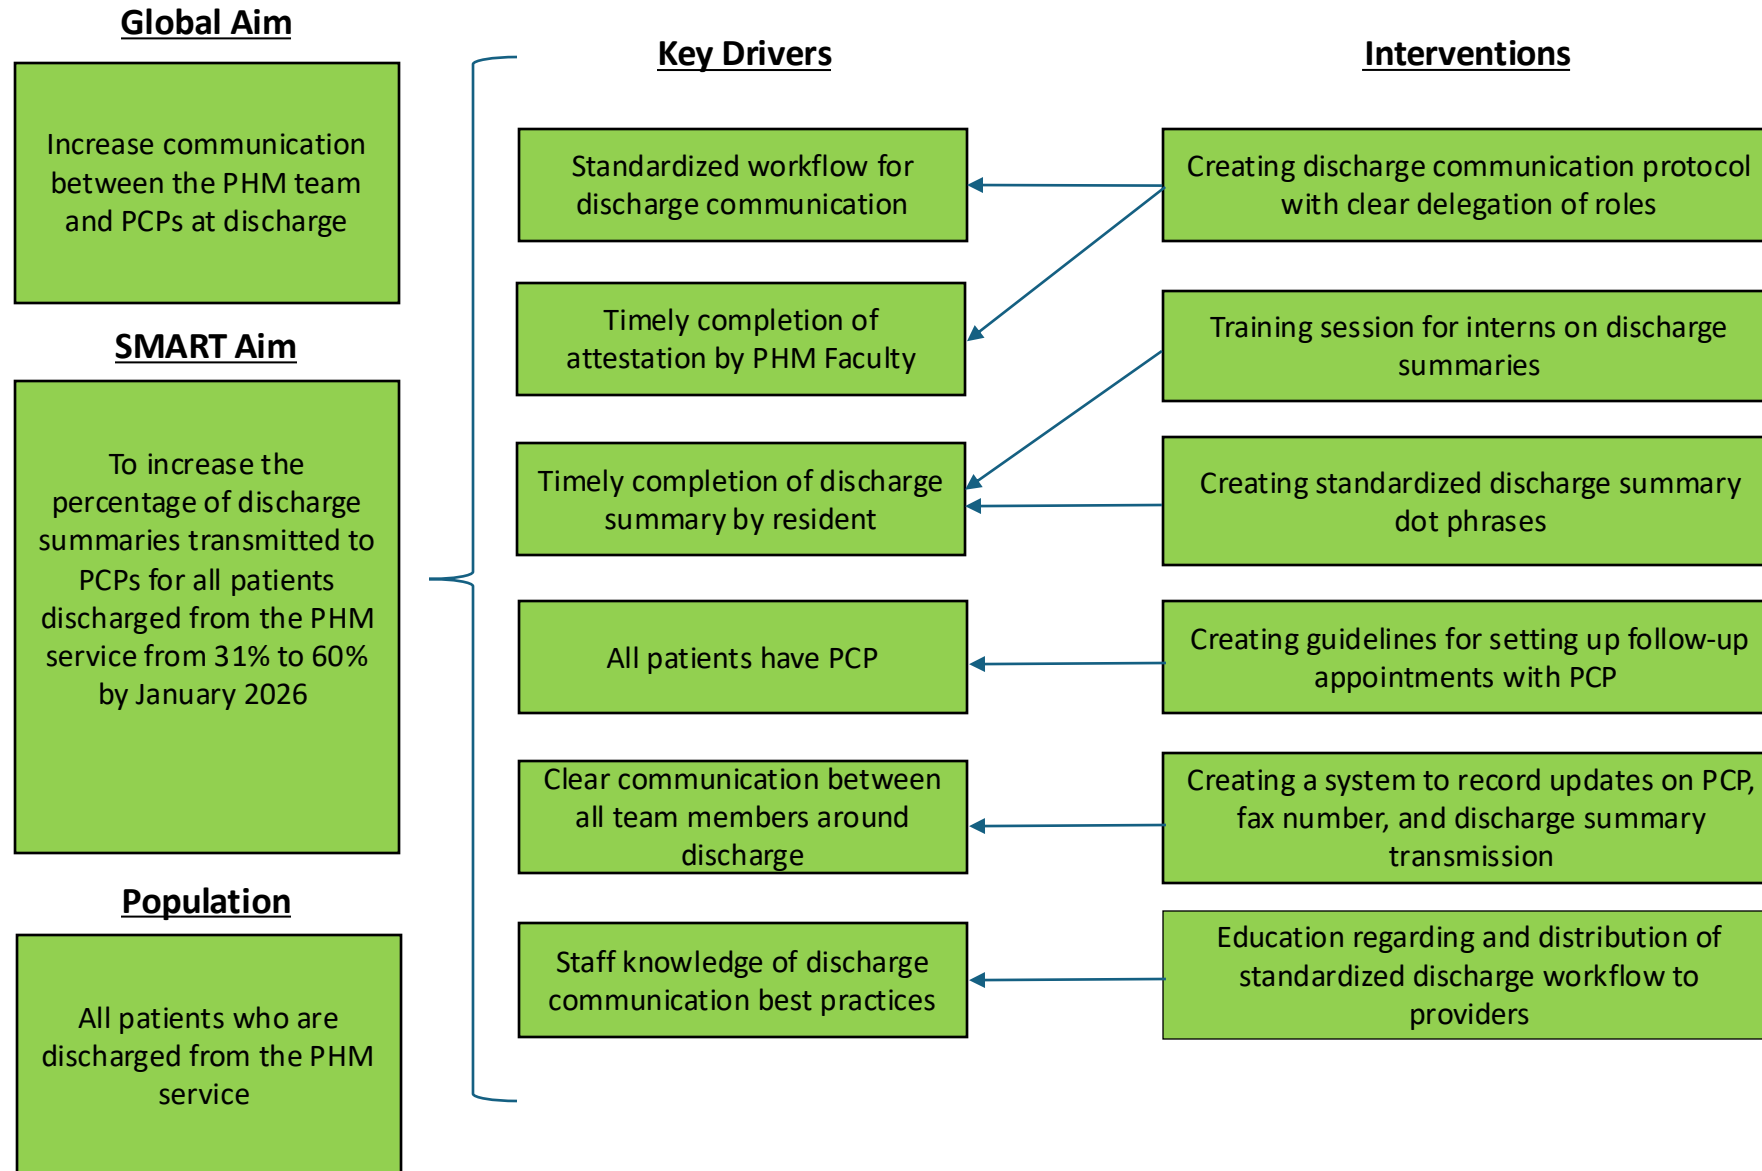 Global Aim
Increase communication
between the PHM team
and PCPs at discharge
SMART Aim
To increase the
percentage of discharge
summaries transmitted to
PCPs for all patients
discharged from the PHM
service from 31% to 60%
by January 2026
Population
All patients who are
discharged from the PHM
service
Key Drivers
Standardized workflow for
discharge communication
Timely completion of
attestation by PHM Faculty
Timely completion of discharge
summary by resident
All patients have PCP
Clear communication between
all team members around
discharge
Staff knowledge of discharge
communication best practices
Interventions
Creating discharge communication protocol
with clear delegation of roles
Training session for interns on discharge
summaries
Creating standardized discharge summary
dot phrases
Creating guidelines for setting up follow-up
appointments with PCP
Creating a system to record updates on PCP,
fax number, and discharge summary
transmission
Education regarding and distribution of
standardized discharge workflow to
providers